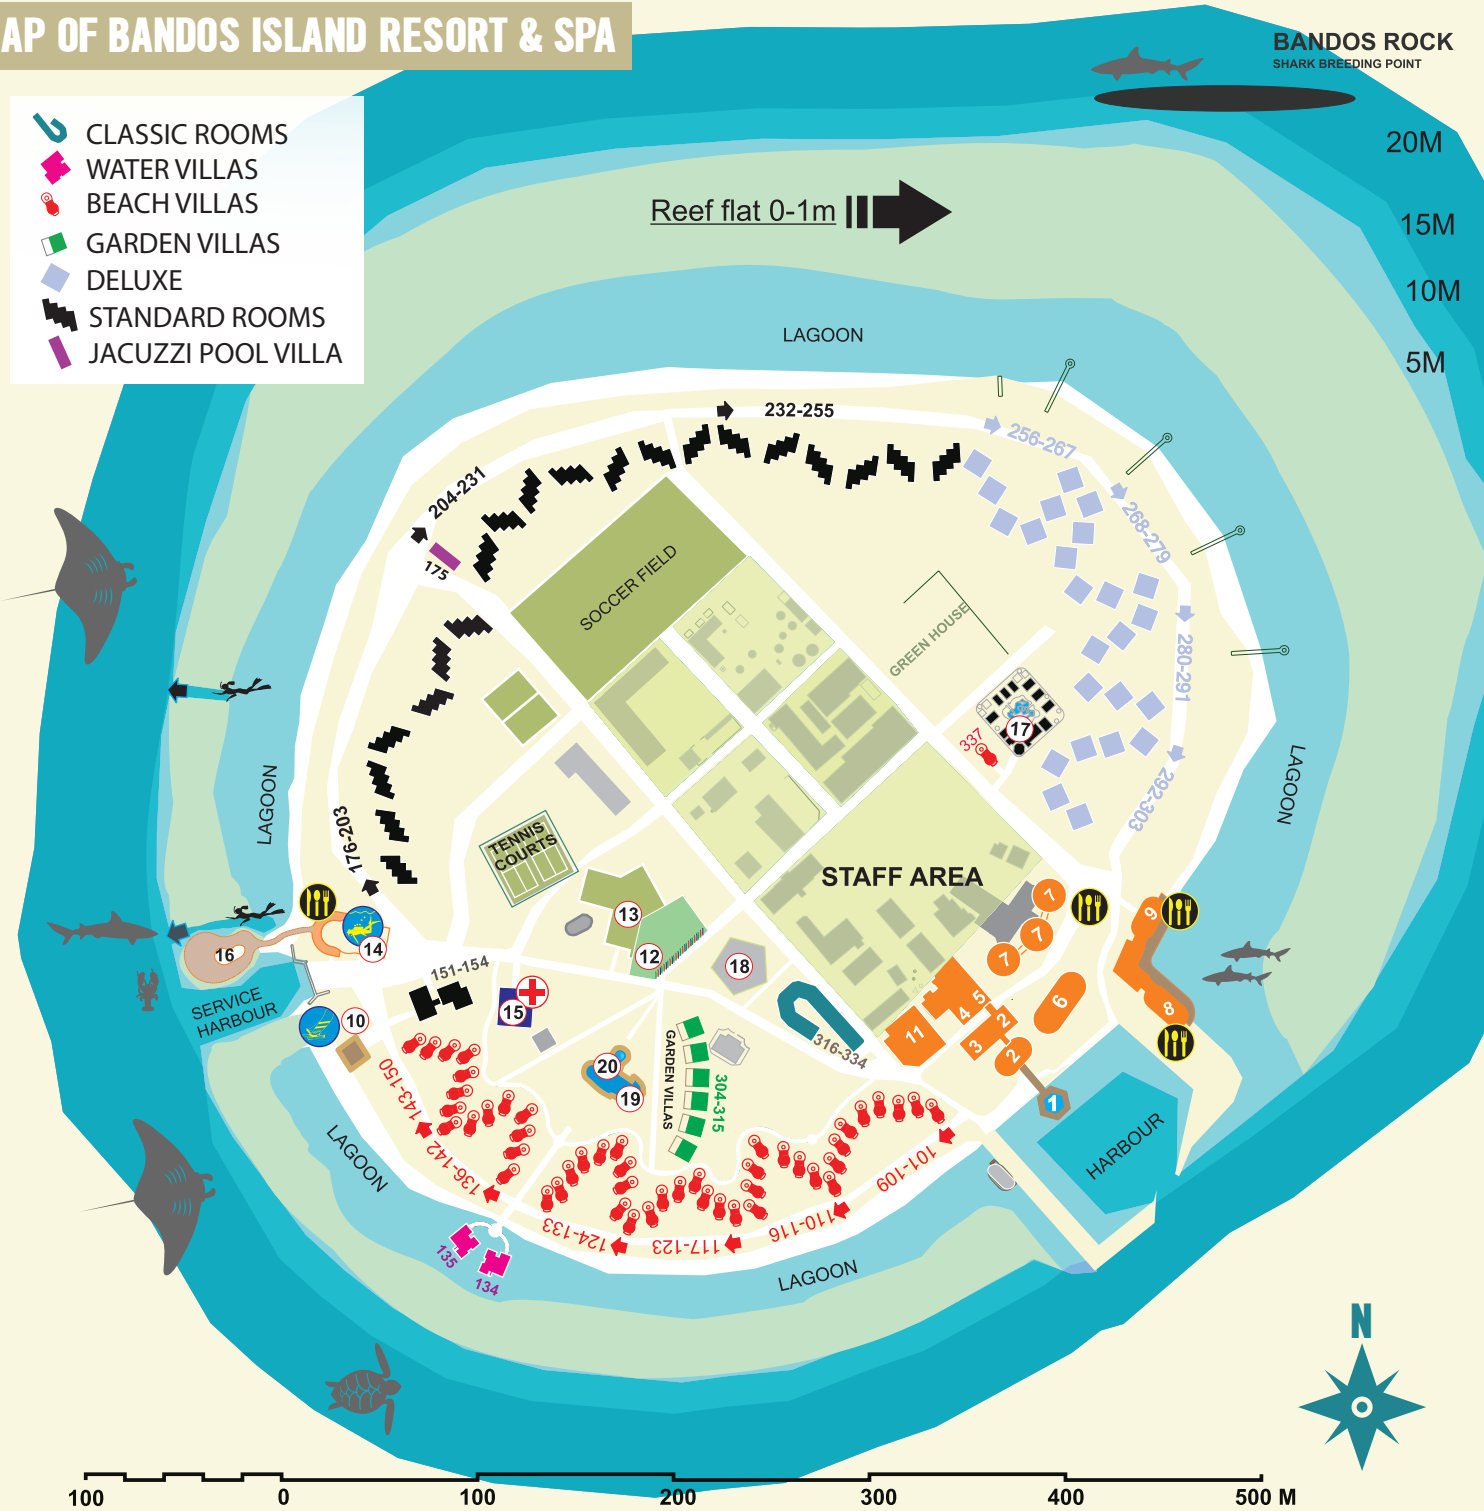 AP OF BANDOS ISLAND RESORT & SPA
BANDOS ROCK
SHARK BREEDING POINT
CLASSIC ROOMS
WATER VILLAS
BEACH VILLAS
GARDEN VILLAS
DELUXE
STANDARD ROOMS
JACUZZI POOL VILLA
20M
15M
10M
5M
Reef flat 0-1m
LAGOON
232-255
256-267
204-231
268-279
175
SOCCER FIELD
GREEN HOUSE
280-291
337
17
LAGOON
LAGOON
292-303
176-203
TENNIS
COURTS
STAFF AREA
7
7
7
9
8
6
13
12
18
14
16
151-154
15
SERVICE
HARBOUR
10
5
4
2
3
2
11
316-334
1
20
19
GARDEN VILLAS
304-315
143-150
136-142
LAGOON
HARBOUR
101-109
110-116
117-123
124-133
135
134
LAGOON
N
100
0
100
200
300
400
500 M